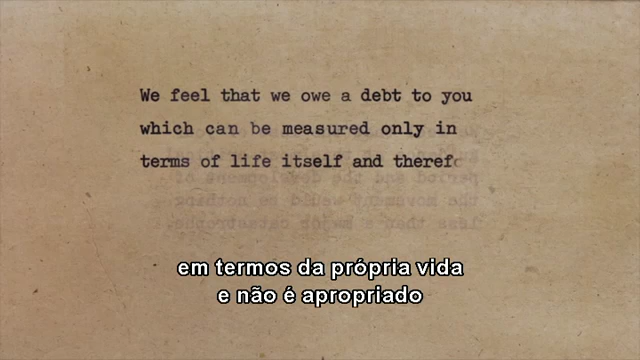 We feel that we owe a debt to you
which can be measured only in
terms of life itself and theref
em termos da própria vida
e não é apropriado